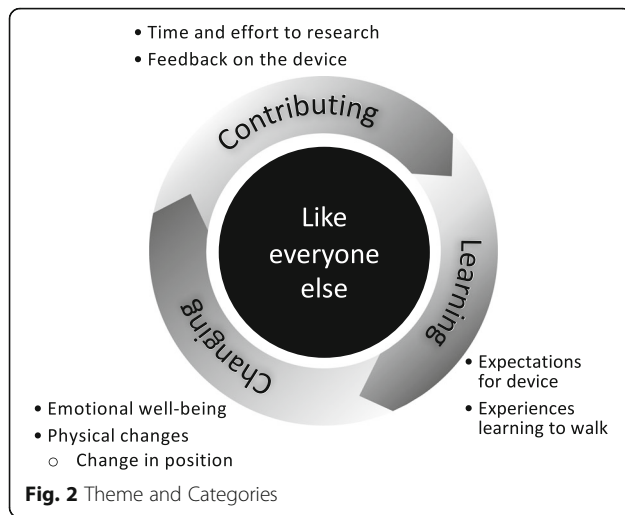 • Time and effort to research
• Feedback on the device
Contributing
Like
everyone
else
Learning
• Expectations
for device
• Experiences
learning to walk
Changing
• Emotional well-being
• Physical changes
o Change in position
Fig. 2 Theme and Categories